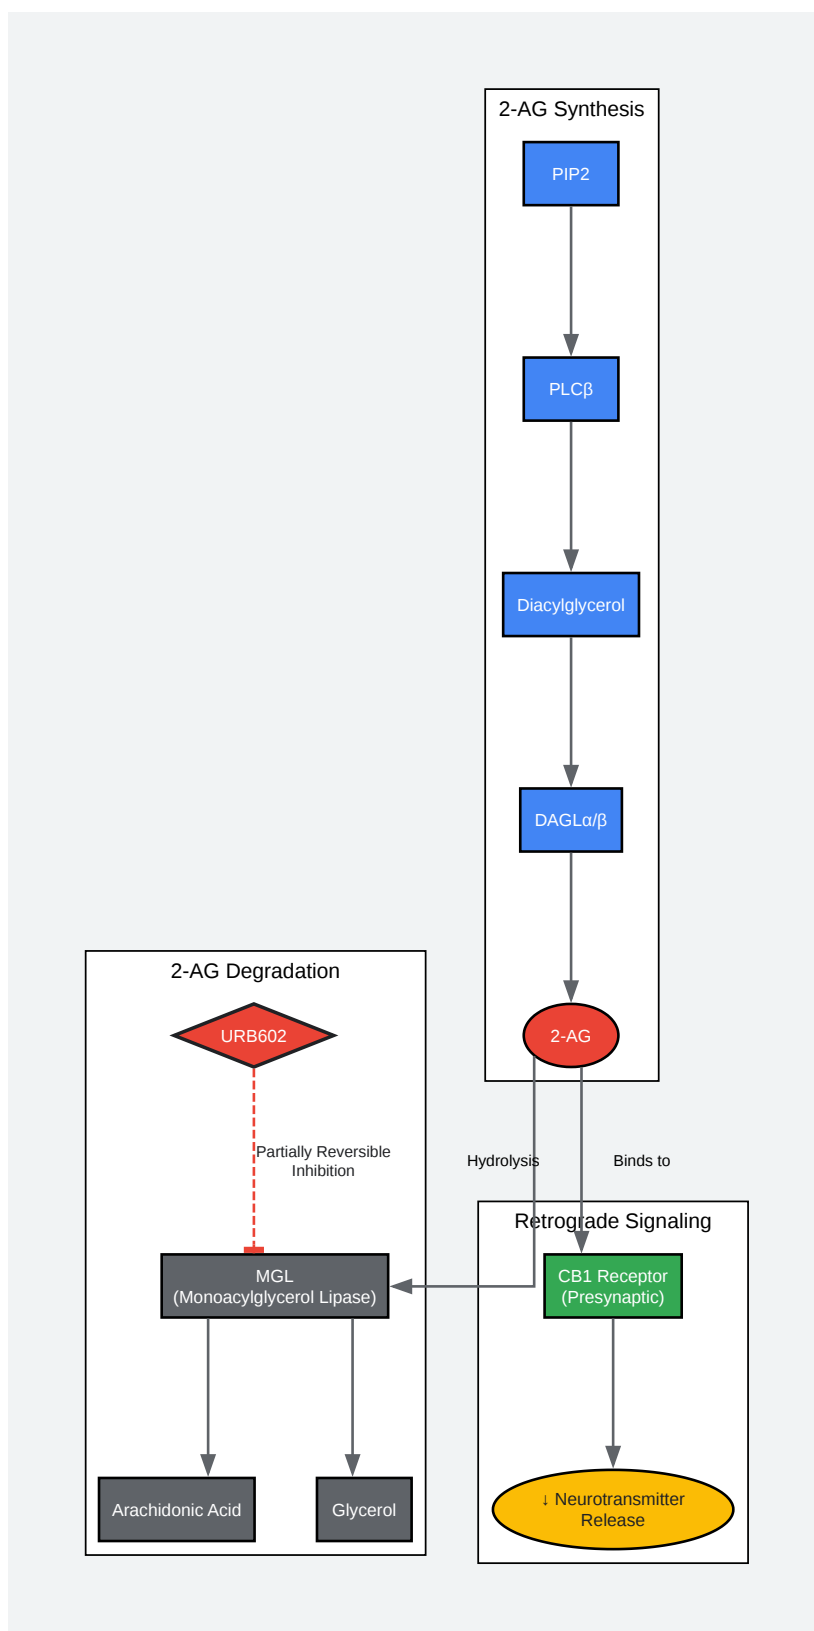 2-AG Synthesis
PIP2
PLCβ
Diacylglycerol
DAGLα/β
2-AG Degradation
URB602
2-AG
Partially Reversible
Inhibition
Hydrolysis
Binds to
Retrograde Signaling
MGL
(Monoacylglycerol Lipase)
CB1 Receptor
(Presynaptic)
Arachidonic Acid
Glycerol
↓ Neurotransmitter
Release